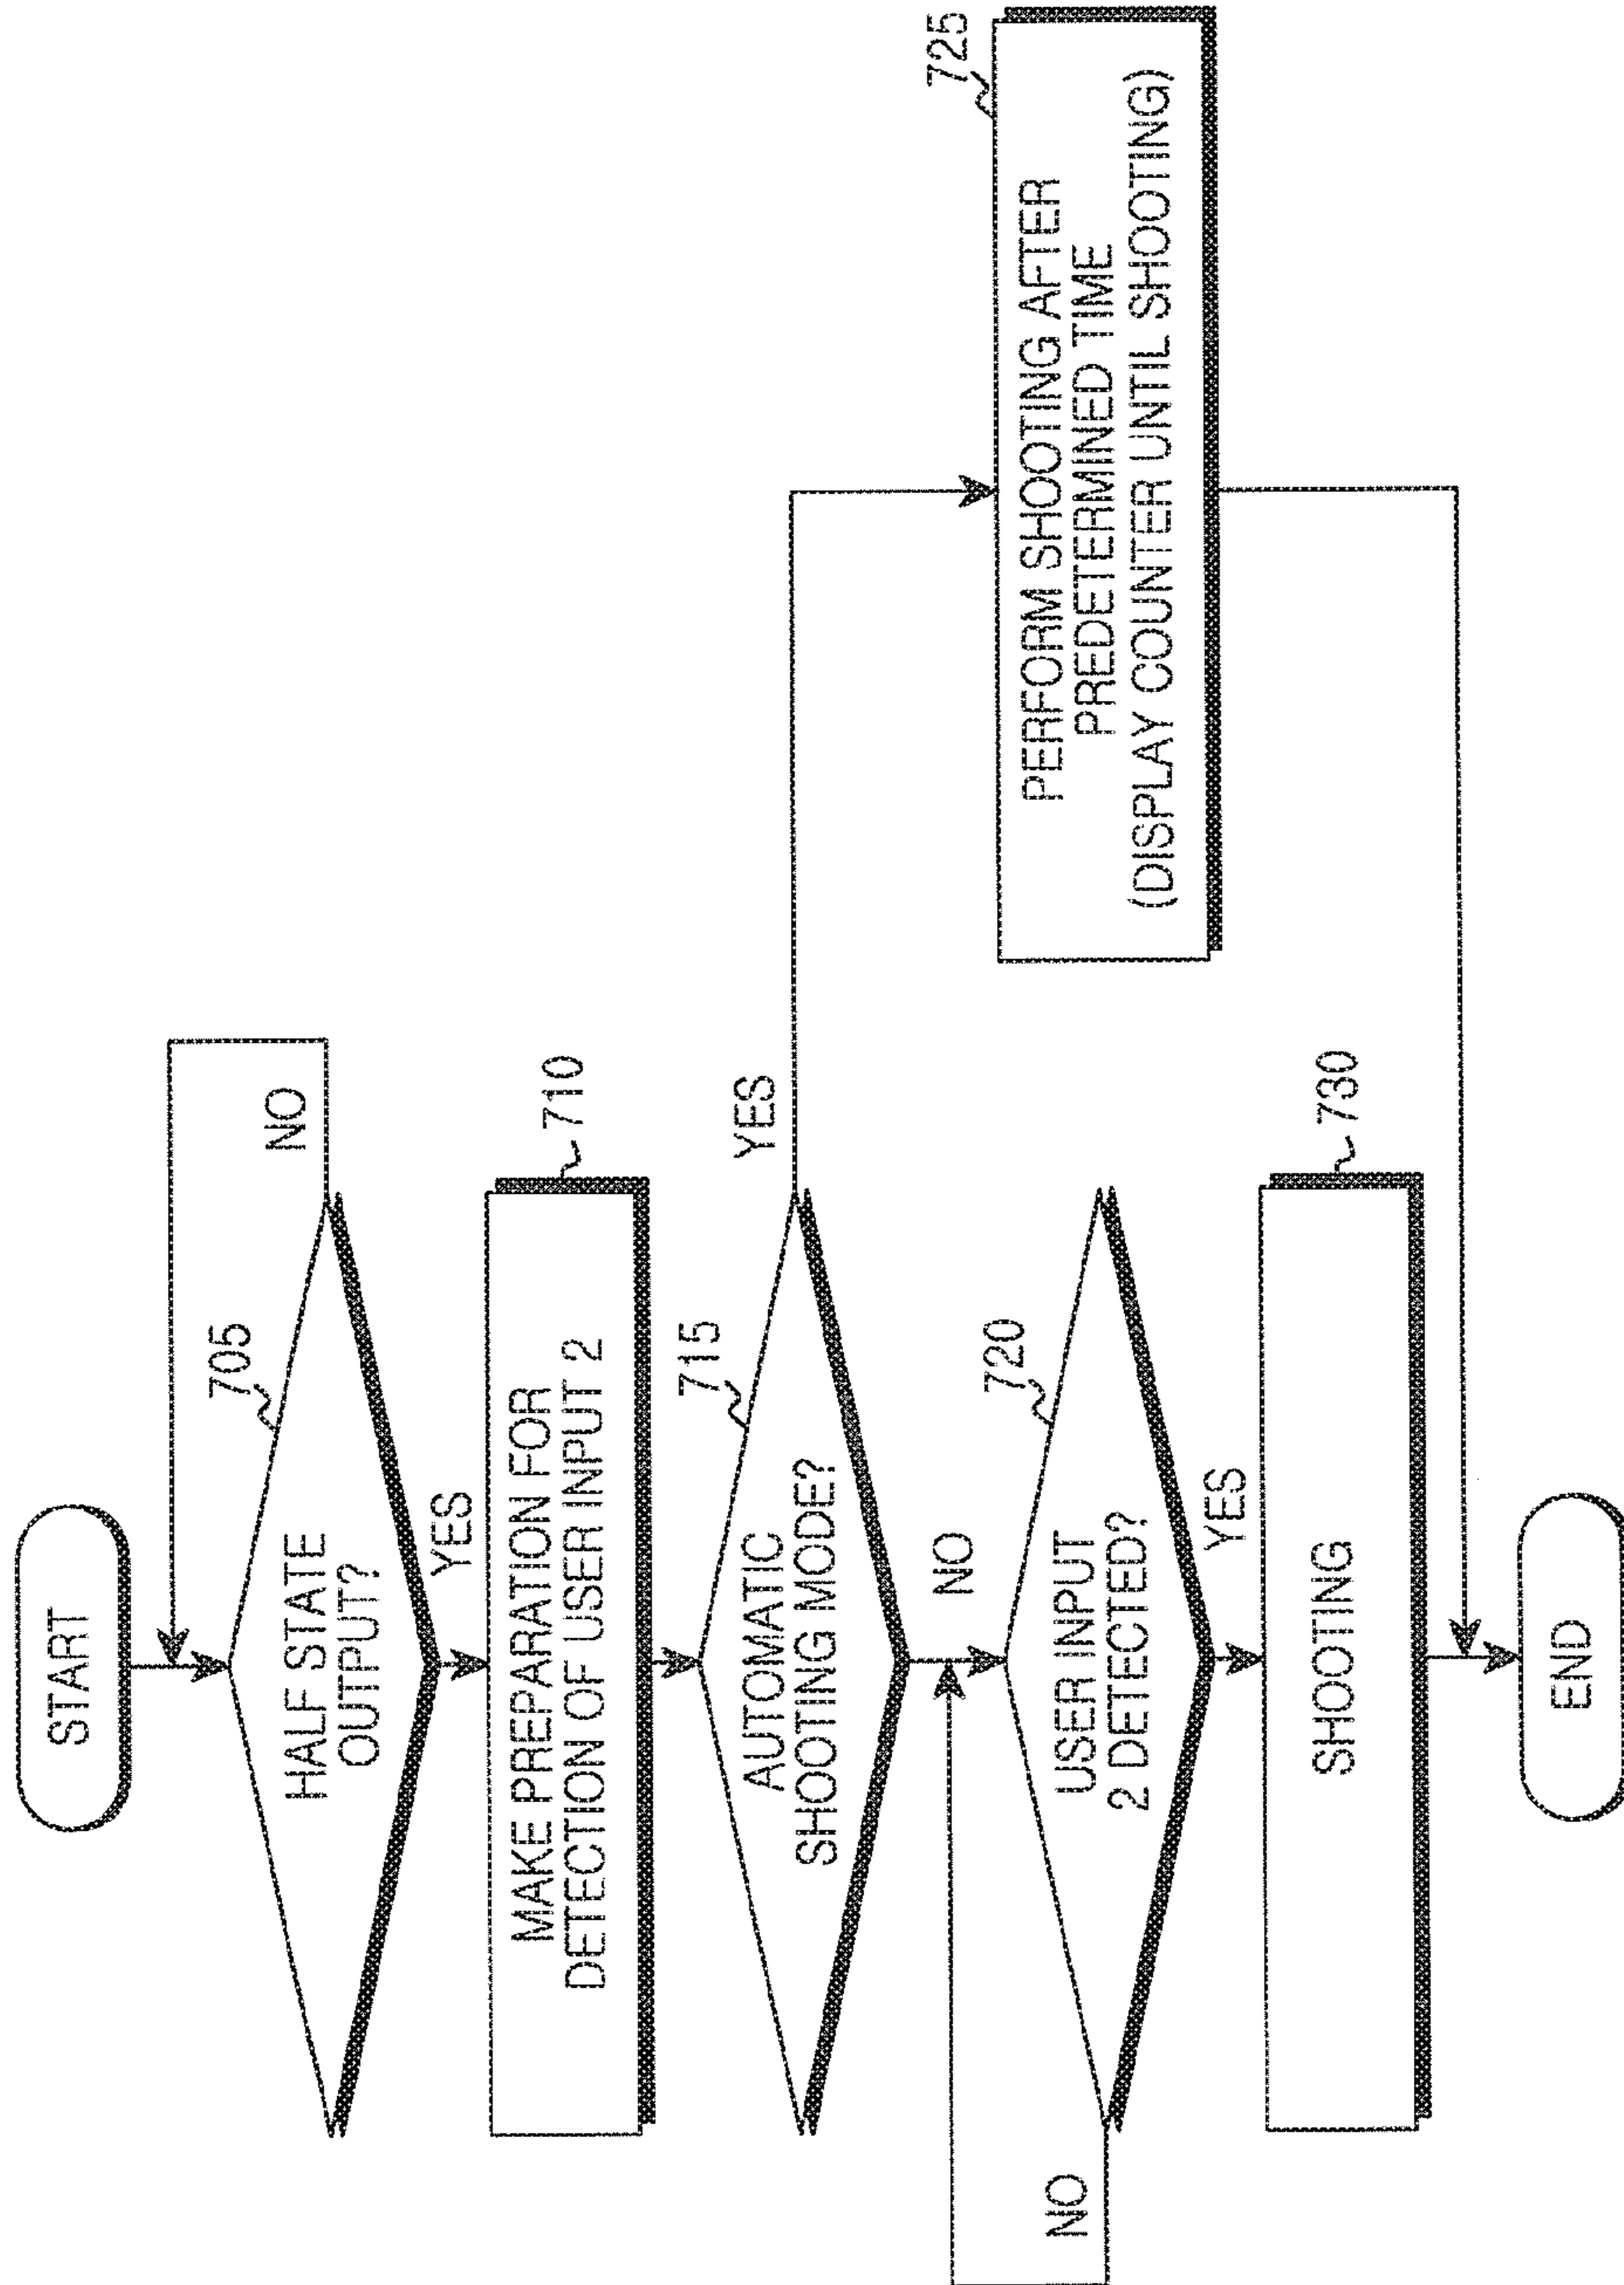 START
705
HALF STATE
OUTPUT?
NO
YES
710
MAKE PREPARATION FOR
DETECTION OF USER INPUT 2
715
AUTOMATIC
SHOOTING MODE?
YES
NO
725
PERFORM SHOOTING AFTER
PREDETERMINED TIME
(DISPLAY COUNTER UNTIL SHOOTING)
720
USER INPUT
2 DETECTED?
NO
YES
730
SHOOTING
END